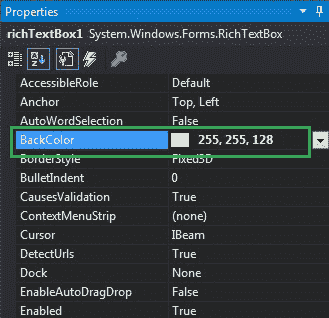 Properties
richTextBox1 System.Windows.Forms.RichTextBox
AccessibleRole Default
Anchor Top, Left
AutoWordSelection False
BackColor 255, 255, 128
BorderStyle Fixed3D
BulletIndent 0
CausesValidation True
ContextMenuStrip (none)
Cursor IBeam
DetectUrls True
Dock None
EnableAutoDragDrop False
Enabled True